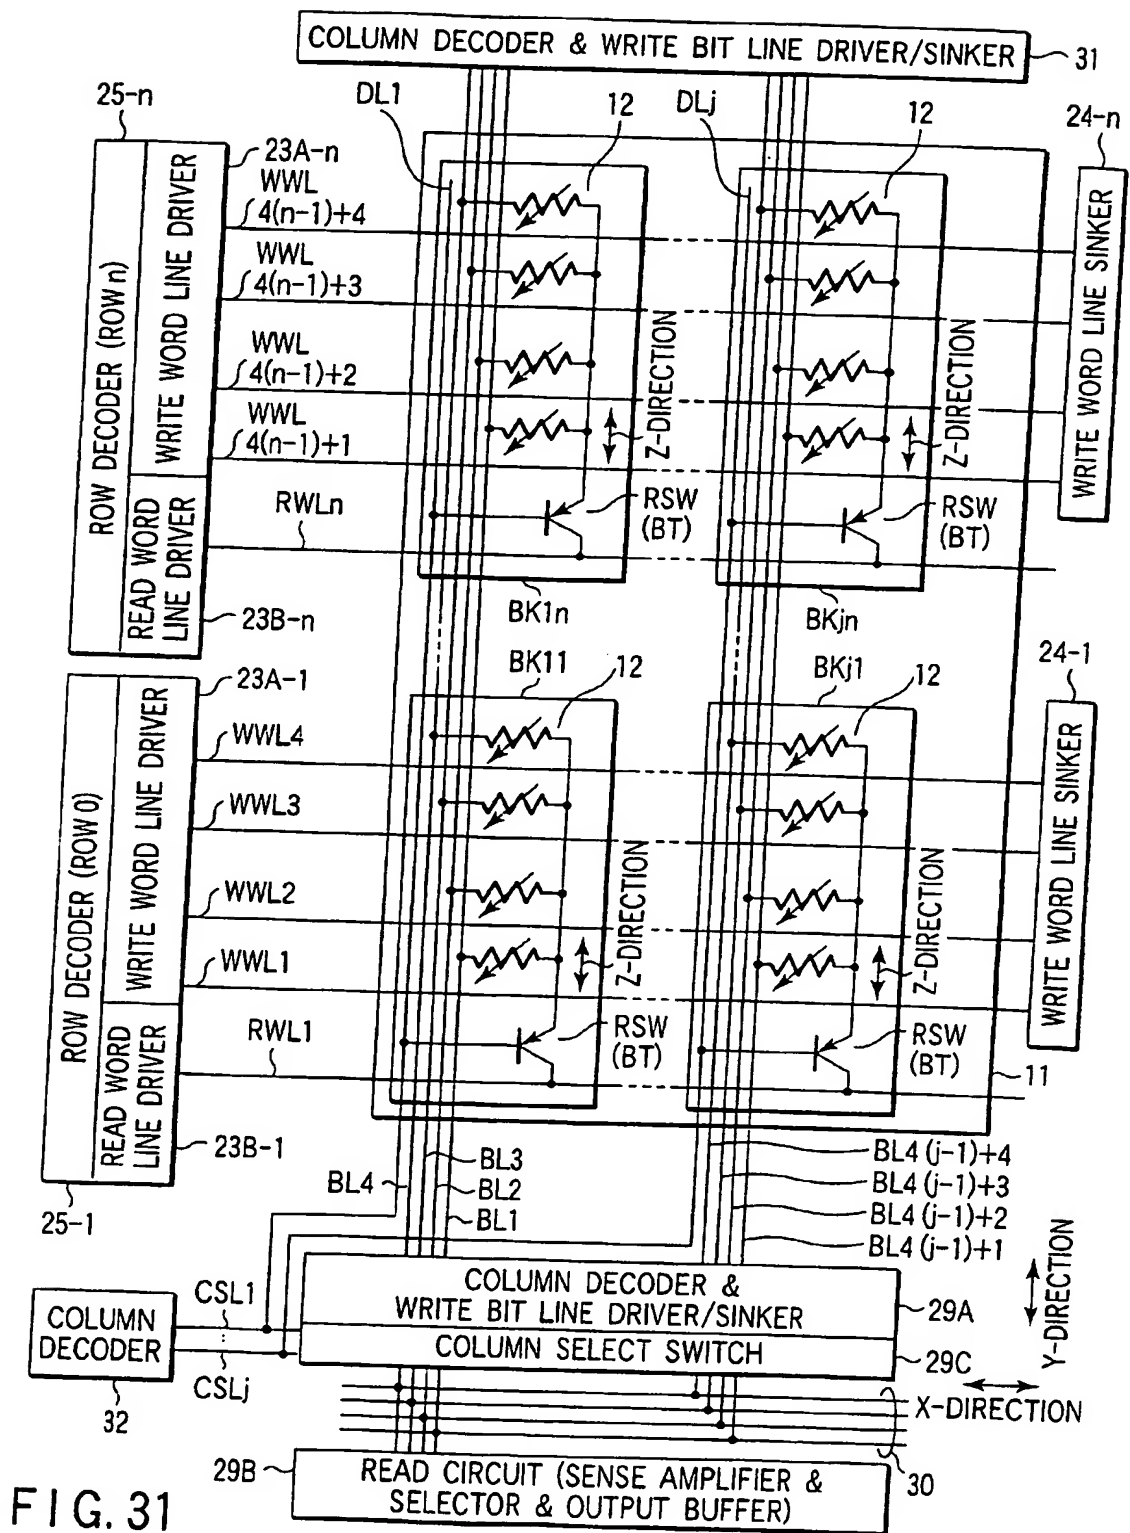 COLUMN DECODER & WRITE BIT LINE DRIVER/SINKER
31
25-n
DL1
12
DLj
12
24-n
23A-n
ROW DECODER (ROW n)
WRITE WORD LINE DRIVER
READ WORD
LINE DRIVER
WWL
4(n-1)+4
WWL
4(n-1)+3
WWL
4(n-1)+2
WWL
4(n-1)+1
RWLn
23B-n
Z-DIRECTION
RSW
(BT)
BK1n
Z-DIRECTION
RSW
(BT)
BKjn
WRITE WORD LINE SINKER
23A-1
BK11
12
BKj1
12
24-1
ROW DECODER (ROW 0)
WRITE WORD LINE DRIVER
READ WORD
LINE DRIVER
WWL4
WWL3
WWL2
WWL1
RWL1
23B-1
25-1
Z-DIRECTION
RSW
(BT)
Z-DIRECTION
RSW
(BT)
WRITE WORD LINE SINKER
11
BL4
BL3
BL2
BL1
BL4(j-1)+4
BL4(j-1)+3
BL4(j-1)+2
BL4(j-1)+1
COLUMN
DECODER
32
CSL1
CSLj
COLUMN DECODER &
WRITE BIT LINE DRIVER/SINKER
29A
COLUMN SELECT SWITCH
29C
Y-DIRECTION
X-DIRECTION
30
29B
READ CIRCUIT (SENSE AMPLIFIER &
SELECTOR & OUTPUT BUFFER)
FIG. 31